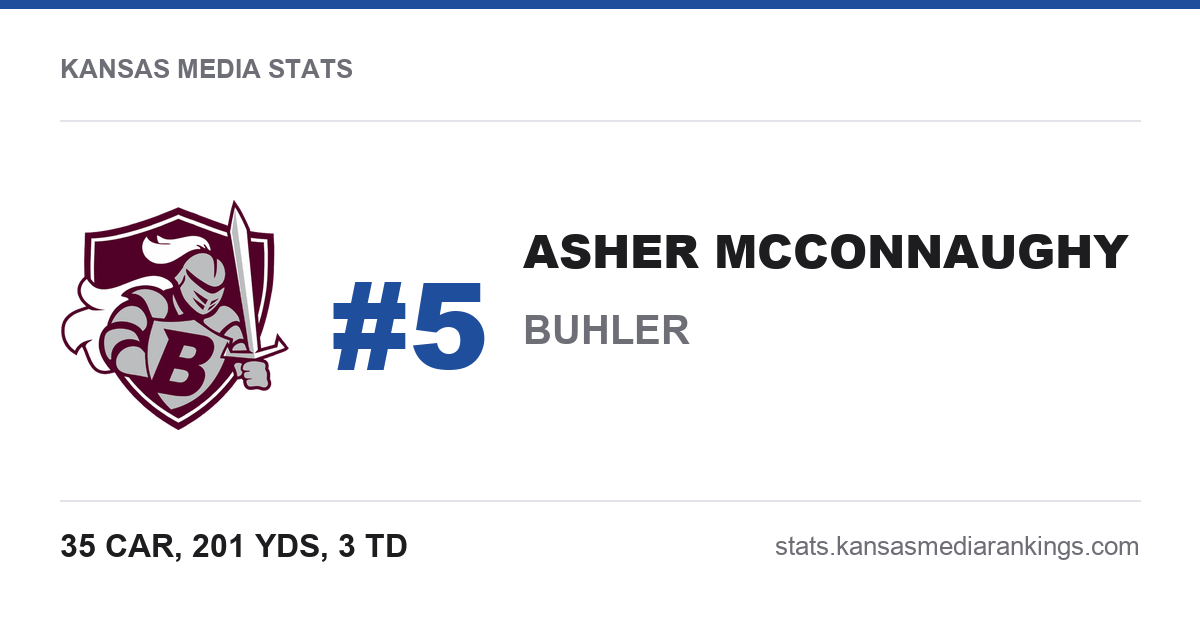 KANSAS MEDIA STATS
B
#5
ASHER MCCONNAUGHY
BUHLER
35 CAR, 201 YDS, 3 TD
stats.kansasmediarankings.com